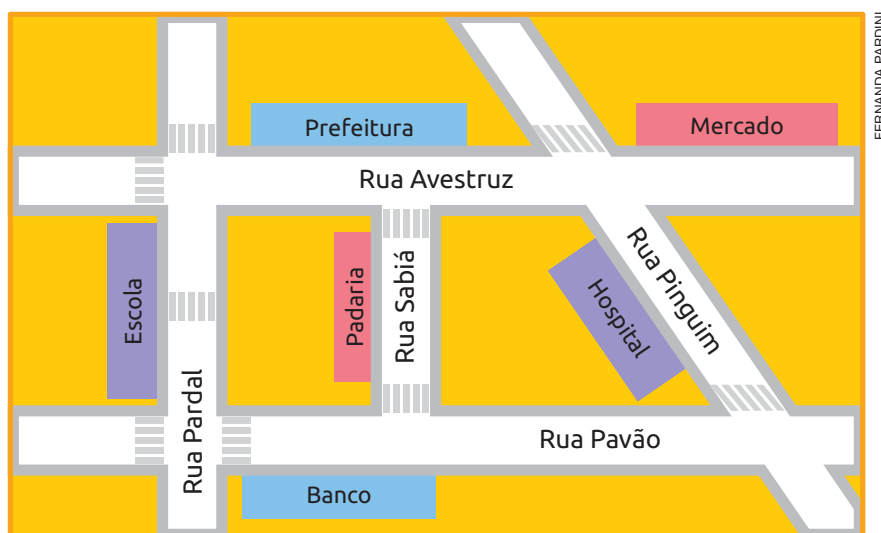 FERNANDA PARDINI
Prefeitura
Mercado
Rua Avestruz
Escola
Padaria
Rua Sabiá
Hospital
Rua Pinguim
Rua Pardal
Rua Pavão
Banco